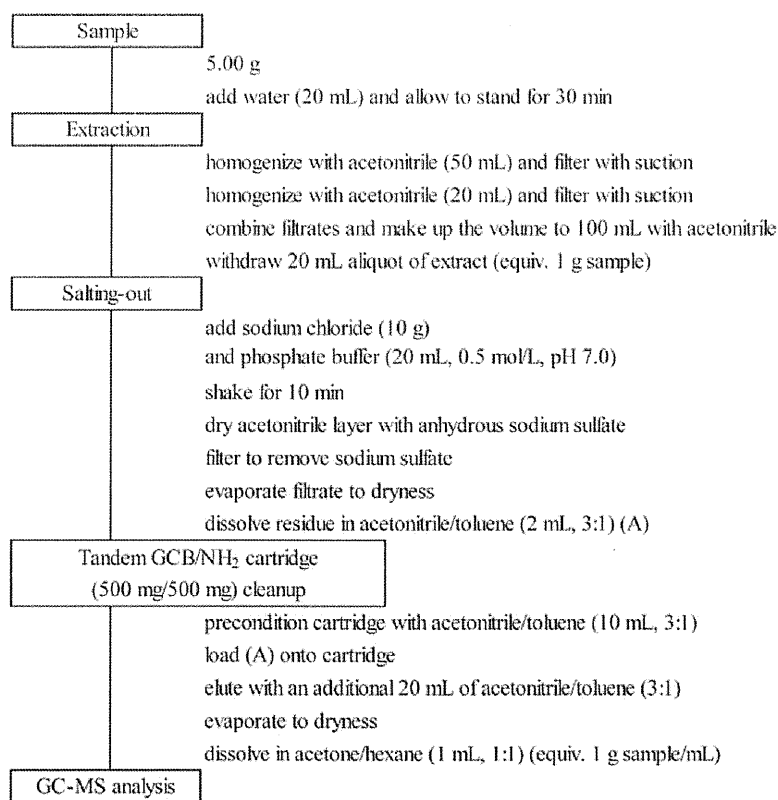 Sample
5.00 g
add water (20 mL) and allow to stand for 30 min
Extraction
homogenize with acetonitrile (50 mL) and filter with suction
homogenize with acetonitrile (20 mL) and filter with suction
combine filtrates and make up the volume to 100 mL with acetonitrile
withdraw 20 mL aliquot of extract (equiv. 1 g sample)
Salting-out
add sodium chloride (10 g)
and phosphate buffer (20 mL, 0.5 mol/L, pH 7.0)
shake for 10 min
dry acetonitrile layer with anhydrous sodium sulfate
filter to remove sodium sulfate
evaporate filtrate to dryness
dissolve residue in acetonitrile/toluene (2 mL, 3:1) (A)
Tandem GCB/NH₂ cartridge
(500 mg/500 mg) cleanup
precondition cartridge with acetonitrile/toluene (10 mL, 3:1)
load (A) onto cartridge
elute with an additional 20 mL of acetonitrile/toluene (3:1)
evaporate to dryness
dissolve in acetone/hexane (1 mL, 1:1) (equiv. 1 g sample/mL)
GC-MS analysis